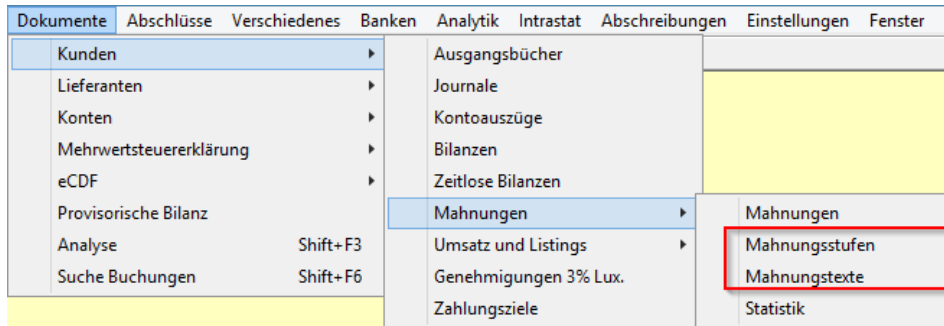 Dokumente Abschlüsse Verschiedenes Banken Analytik Intrastat Abschreibungen Einstellungen Fenster
Kunden
Lieferanten
Konten
Mehrwertsteuererklärung
eCDF
Provisorische Bilanz
Analyse Shift+F3
Suche Buchungen Shift+F6
Ausgangsbücher
Journale
Kontoauszüge
Bilanzen
Zeitlose Bilanzen
Mahnungen
Umsatz und Listings
Genehmigungen 3% Lux.
Zahlungsziele
Mahnungen
Mahnungsstufen
Mahnungstexte
Statistik